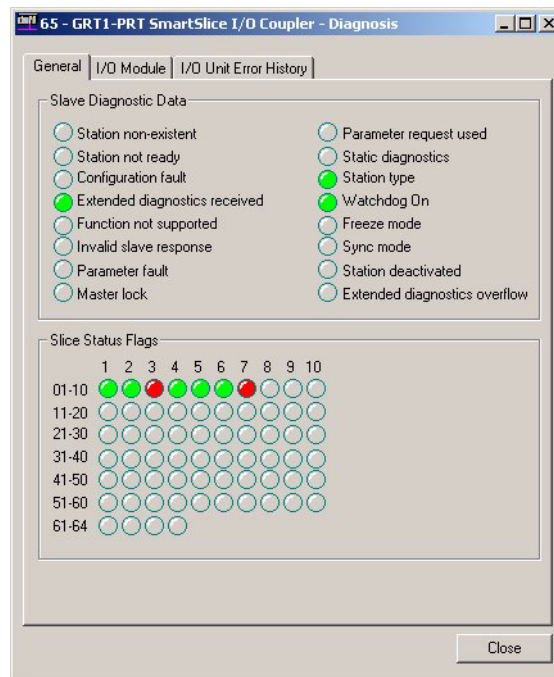 65 - GRT1-PRT SmartSlice I/O Coupler - Diagnosis
General I/O Module I/O Unit Error History
Slave Diagnostic Data
Station non-existent
Station not ready
Configuration fault
Extended diagnostics received
Function not supported
Invalid slave response
Parameter fault
Master lock
Parameter request used
Static diagnostics
Station type
Watchdog On
Freeze mode
Sync mode
Station deactivated
Extended diagnostics overflow
Slice Status Flags
1 2 3 4 5 6 7 8 9 10
01-10
11-20
21-30
31-40
41-50
51-60
61-64
Close